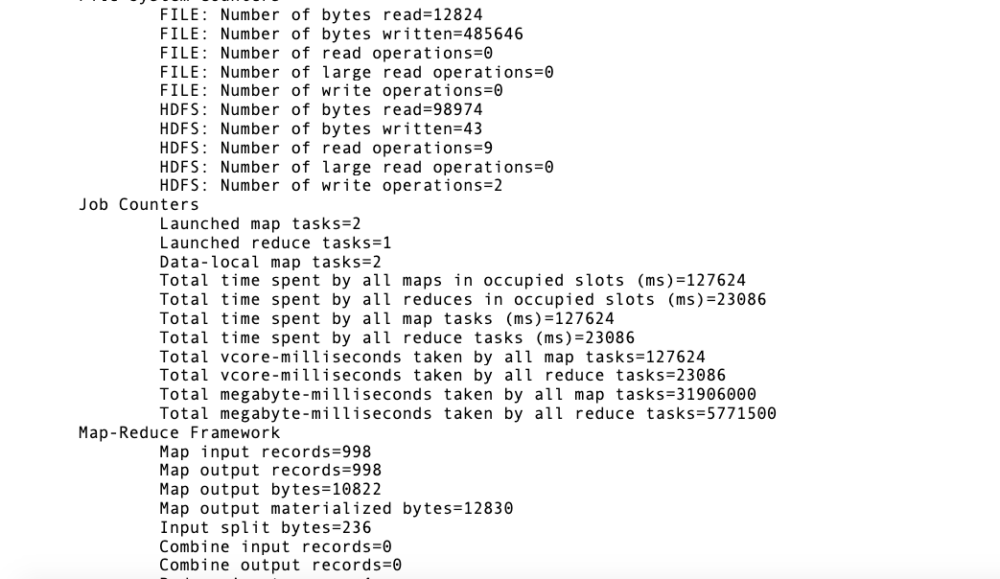 FILE: Number of bytes read=12824
FILE: Number of bytes written=485646
FILE: Number of read operations=0
FILE: Number of large read operations=0
FILE: Number of write operations=0
HDFS: Number of bytes read=98974
HDFS: Number of bytes written=43
HDFS: Number of read operations=9
HDFS: Number of large read operations=0
HDFS: Number of write operations=2
Job Counters
Launched map tasks=2
Launched reduce tasks=1
Data-local map tasks=2
Total time spent by all maps in occupied slots (ms)=127624
Total time spent by all reduces in occupied slots (ms)=23086
Total time spent by all map tasks (ms)=127624
Total time spent by all reduce tasks (ms)=23086
Total vcore-milliseconds taken by all map tasks=127624
Total vcore-milliseconds taken by all reduce tasks=23086
Total megabyte-milliseconds taken by all map tasks=31906000
Total megabyte-milliseconds taken by all reduce tasks=5771500
Map-Reduce Framework
Map input records=998
Map output records=998
Map output bytes=10822
Map output materialized bytes=12830
Input split bytes=236
Combine input records=0
Combine output records=0